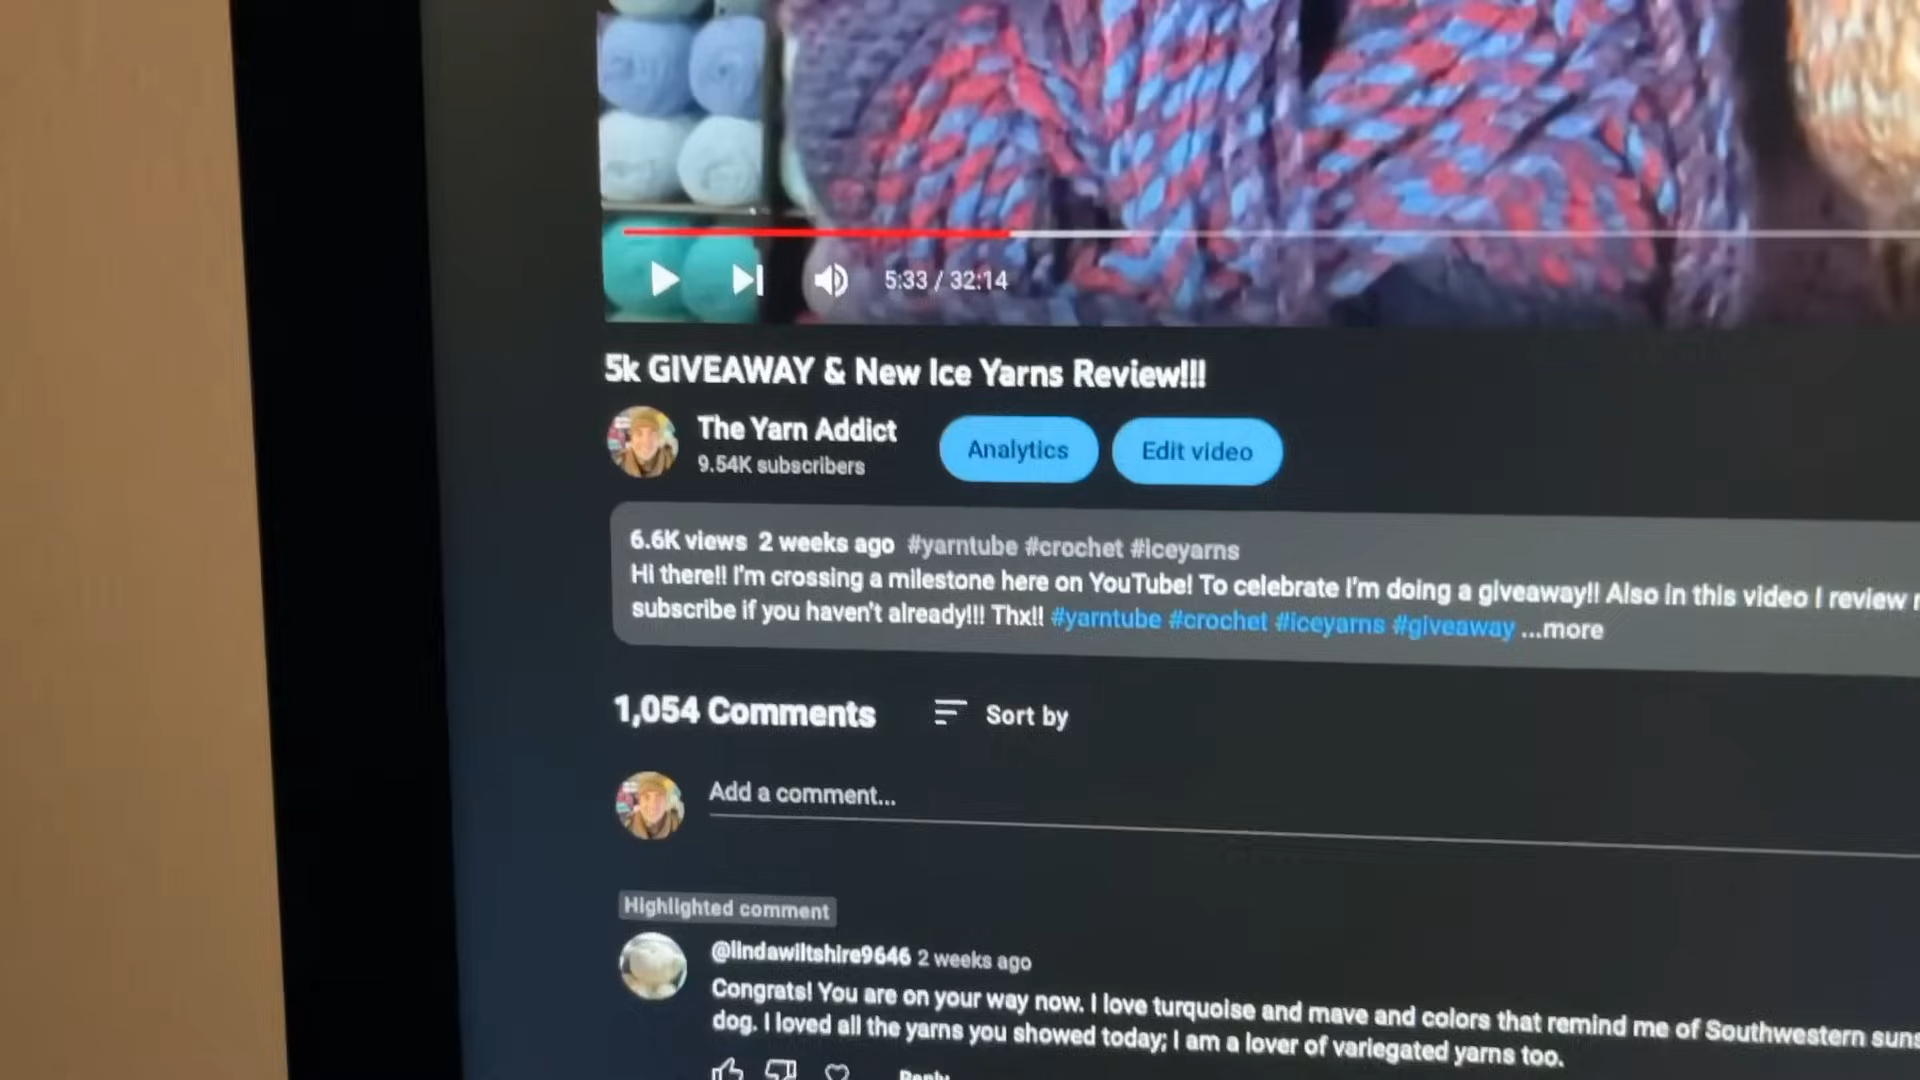 5:33 / 32:14
5k GIVEAWAY & New Ice Yarns Review!!!
The Yarn Addict
9.54K subscribers
Analytics
Edit video
6.6K views 2 weeks ago #yarntube #crochet #iceyarns
Hi there!! I'm crossing a milestone here on YouTube! To celebrate I'm doing a giveaway!! Also in this video I review
subscribe if you haven't already!!! Thx!! #yarntube #crochet #iceyarns #giveaway ...more
1,054 Comments
Sort by
Add a comment...
Highlighted comment
@lindawiltshire9646 2 weeks ago
Congrats! You are on your way now. I love turquoise and mave and colors that remind me of Southwestern
dog. I loved all the yarns you showed today; I am a lover of variegated yarns too.
Reply